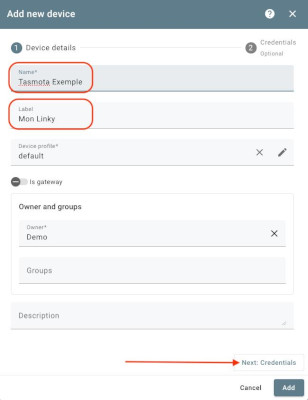 Add new device
1 Device details
2 Credentials
Optional
Name*
Tasmota Exemple
Label
Mon Linky
Device profile*
default
Is gateway
Owner and groups
Owner*
Demo
Groups
Description
Next: Credentials
Cancel Add